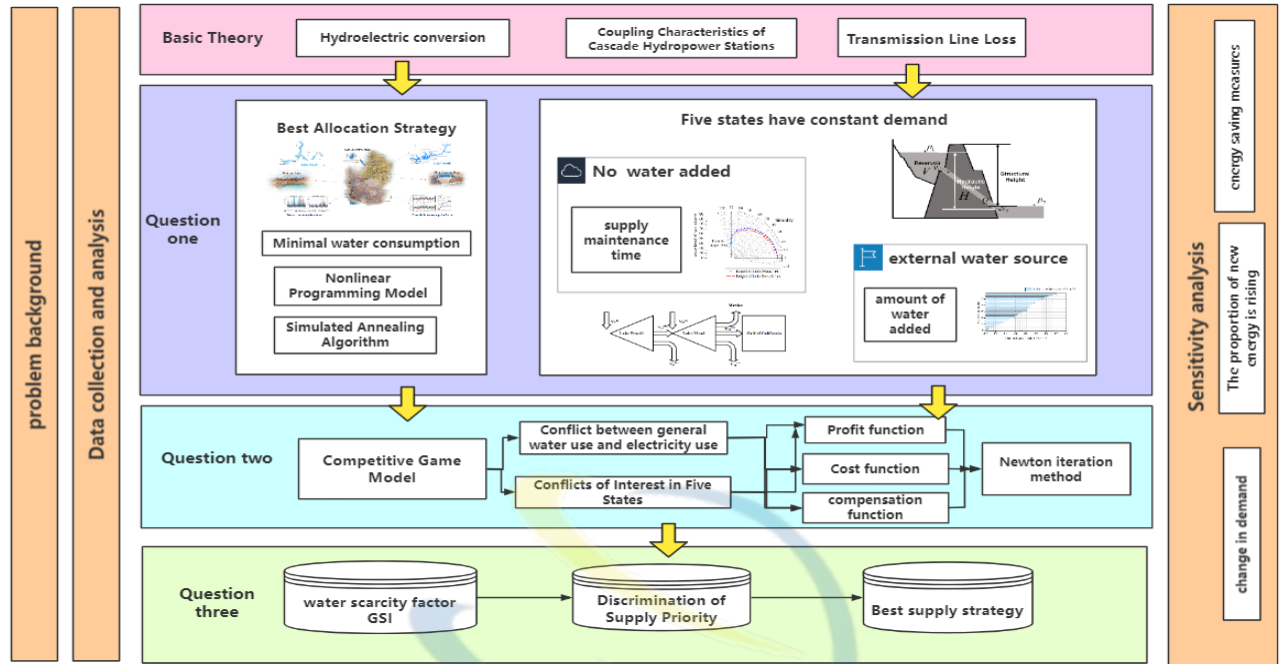 problem background
Data collection and analysis
Basic Theory
Hydroelectric conversion
Coupling Characteristics of
Cascade Hydropower Stations
Transmission Line Loss
Question
one
Best Allocation Strategy
Minimal water consumption
Nonlinear
Programming Model
Simulated Annealing
Algorithm
Five states have constant demand
No water added
supply
maintenance
time
Reservoir
Hydraulic
Height
H
Structural
Height
external water source
amount of
water
added
Question two
Competitive Game
Model
Conflict between general
water use and electricity use
Conflicts of Interest in Five
States
Profit function
Cost function
compensation
function
Newton iteration
method
Question
three
water scarcity factor
GSI
Discrimination of
Supply Priority
Best supply strategy
Sensitivity analysis
energy saving measures
The proportion of new
energy is rising
change in demand